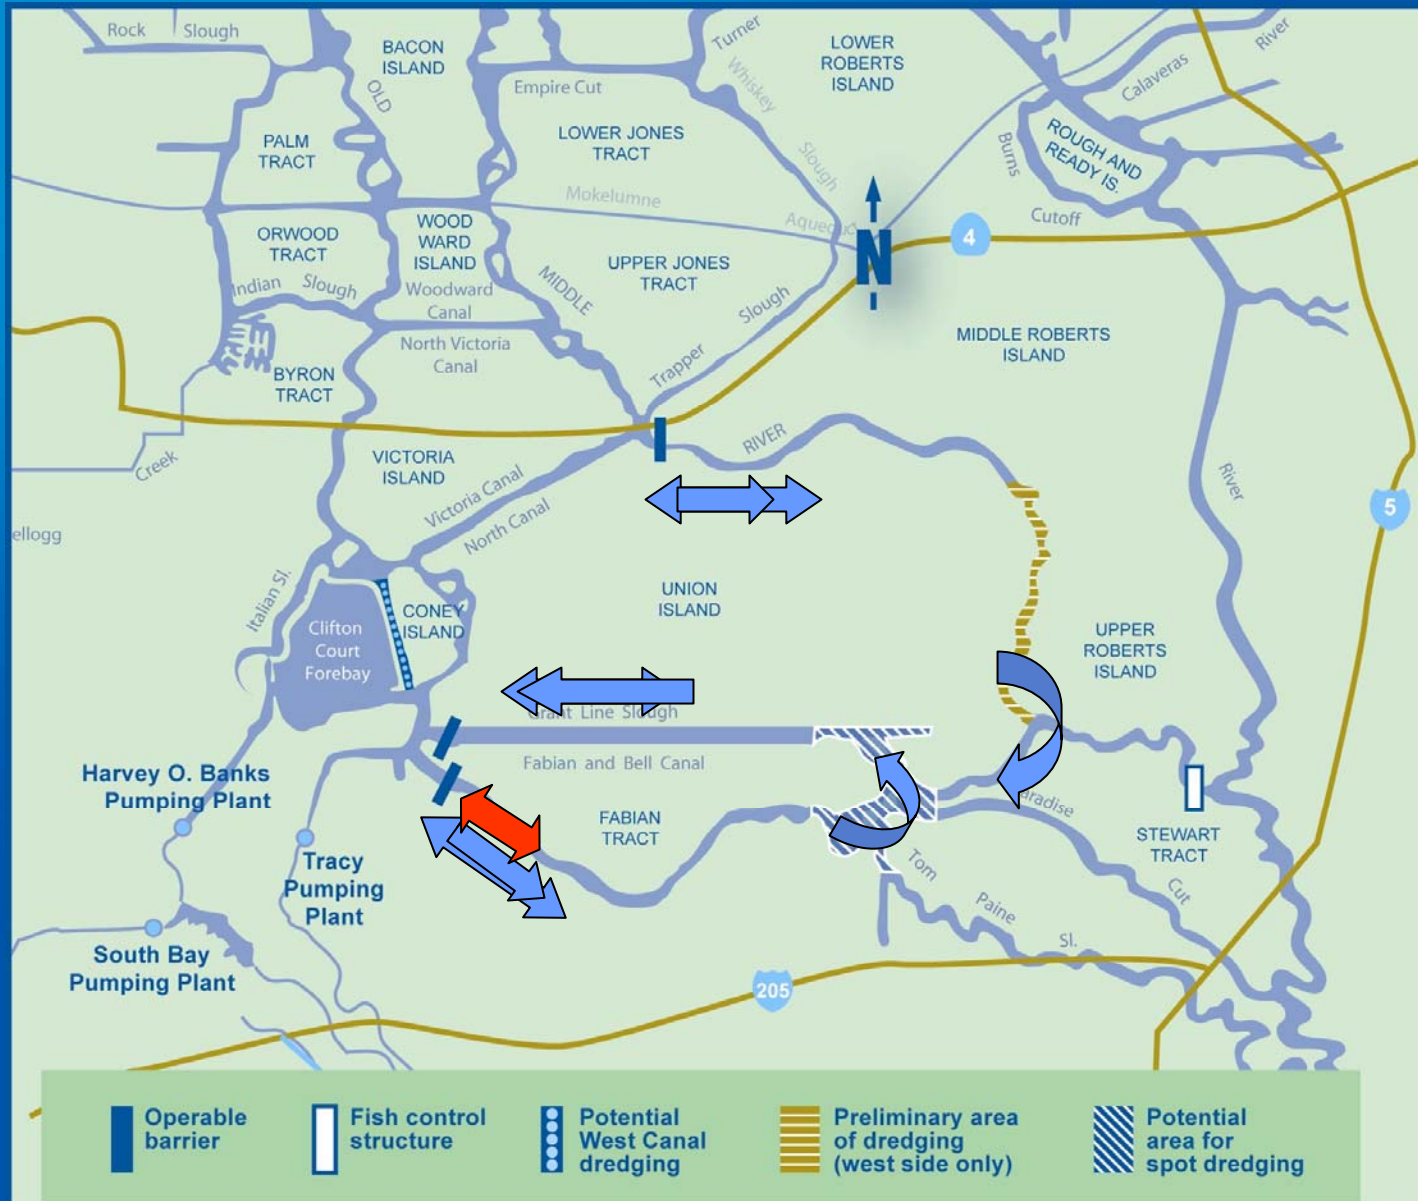 Rock Slough
BACON
ISLAND
OLD
Turner
LOWER
ROBERTS
ISLAND
River
Calaveras
Empire Cut
Whiskey
Slough
PALM
TRACT
LOWER JONES
TRACT
Burns
Cutoff
ROUGH AND
READY IS.
Mokelumne
Aqueduc
WOOD
WARD
ISLAND
ORWOOD
TRACT
N
4
UPPER JONES
TRACT
MIDDLE
Indian Slough
Woodward
Canal
Slough
Trapper
North Victoria
Canal
MIDDLE ROBERTS
ISLAND
BYRON
TRACT
RIVER
Creek
VICTORIA
ISLAND
Victoria Canal
North Canal
River
5
ellogg
Italian Sl.
UNION
ISLAND
CONEY
ISLAND
Clifton
Court
Forebay
UPPER
ROBERTS
ISLAND
Grant Line Slough
Fabian and Bell Canal
Harvey O. Banks
Pumping Plant
FABIAN
TRACT
aradise
Cut
STEWART
TRACT
Tracy
Pumping
Plant
Tom
Paine
Sl.
South Bay
Pumping Plant
205
Operable
barrier
Fish control
structure
Potential
West Canal
dredging
Preliminary area
of dredging
(west side only)
Potential
area for
spot dredging